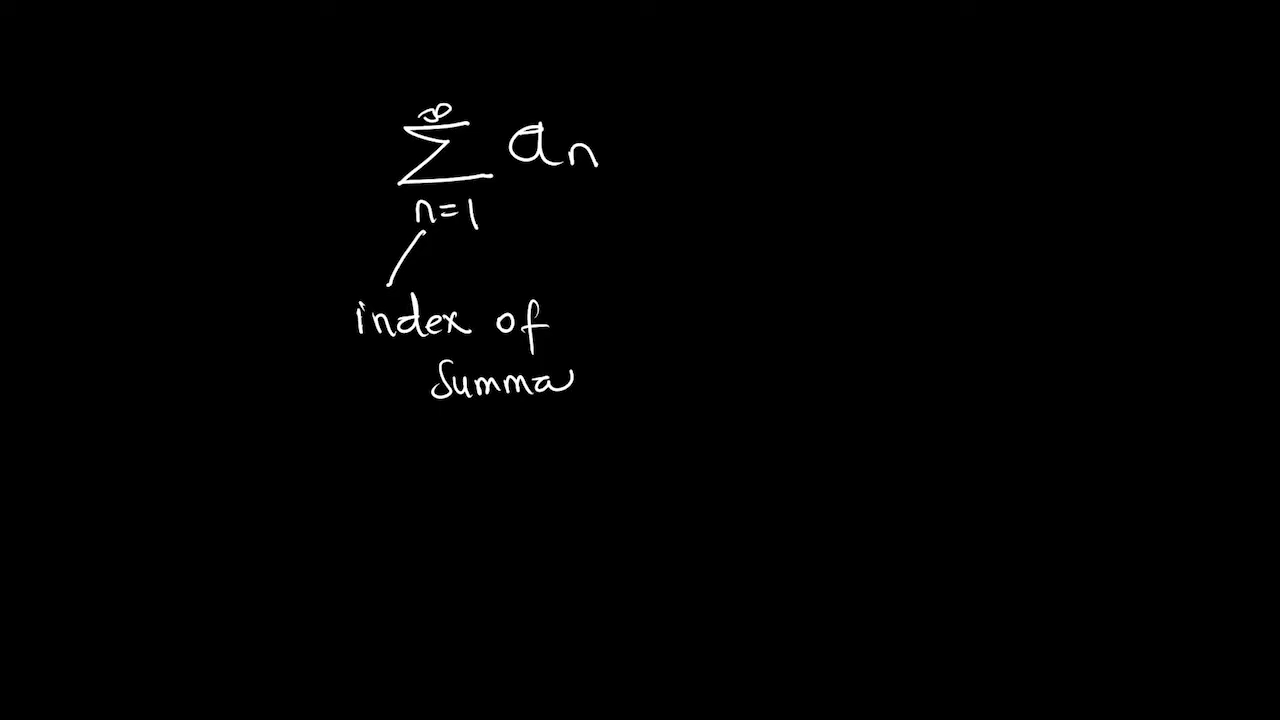 ∞
∑ aₙ
n=1
index of
summa